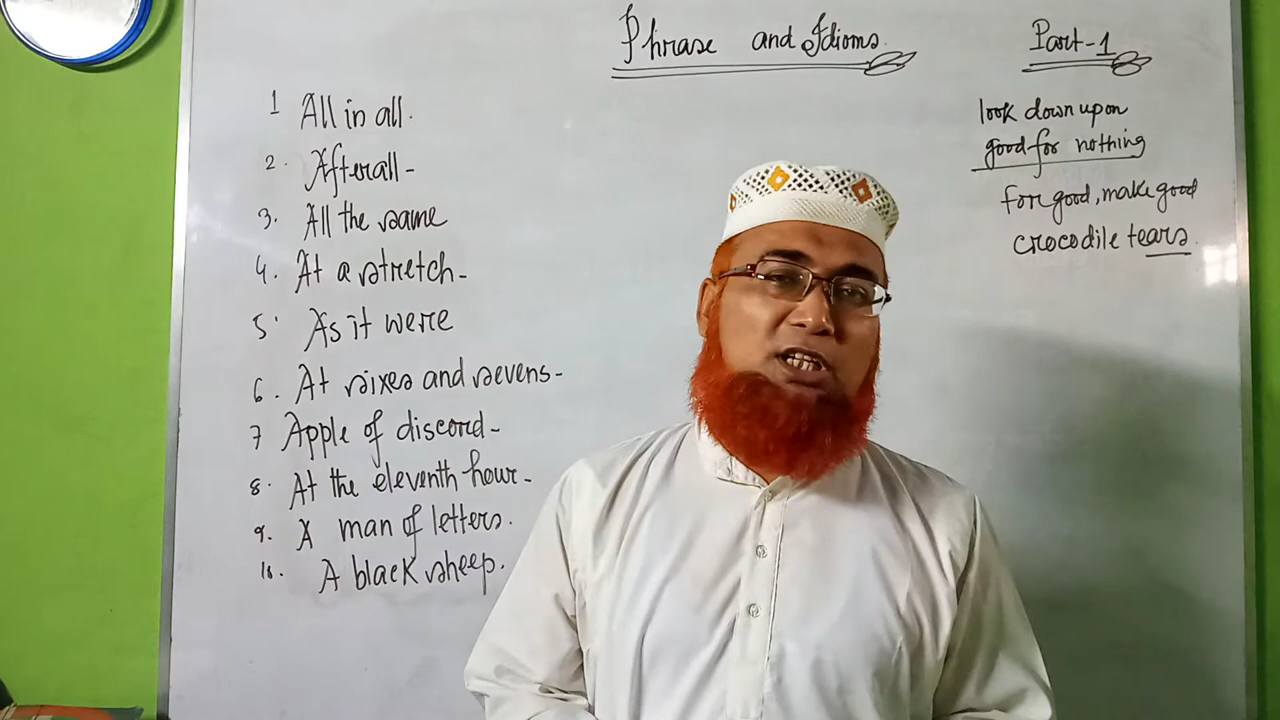 Phrase and Idioms.
Part-1
1 All in all.
2. Afterall-
3. All the same
4. At a stretch-
5. As it were
6. At sixes and sevens-
7 Apple of discord-
8. At the eleventh hour-
9. A man of letters.
10. A black sheep.
look down upon
good for nothing
for good, make good
crocodile tears.